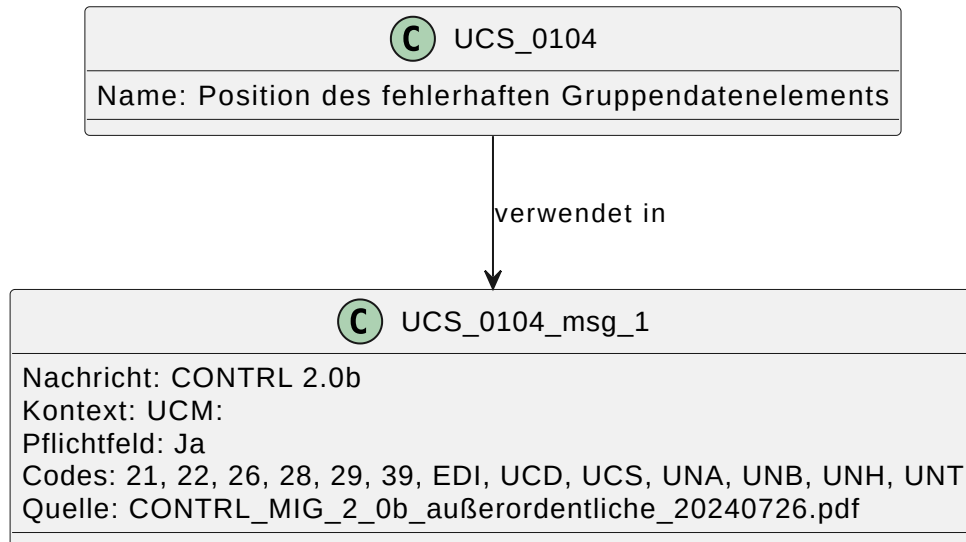 C UCS_0104
Name: Position des fehlerhaften Gruppendatenelements
verwendet in
C UCS_0104_msg_1
Nachricht: CONTRL 2.0b
Kontext: UCM:
Pflichtfeld: Ja
Codes: 21, 22, 26, 28, 29, 39, EDI, UCD, UCS, UNA, UNB, UNH, UNT
Quelle: CONTRL_MIG_2_0b_außerordentliche_20240726.pdf